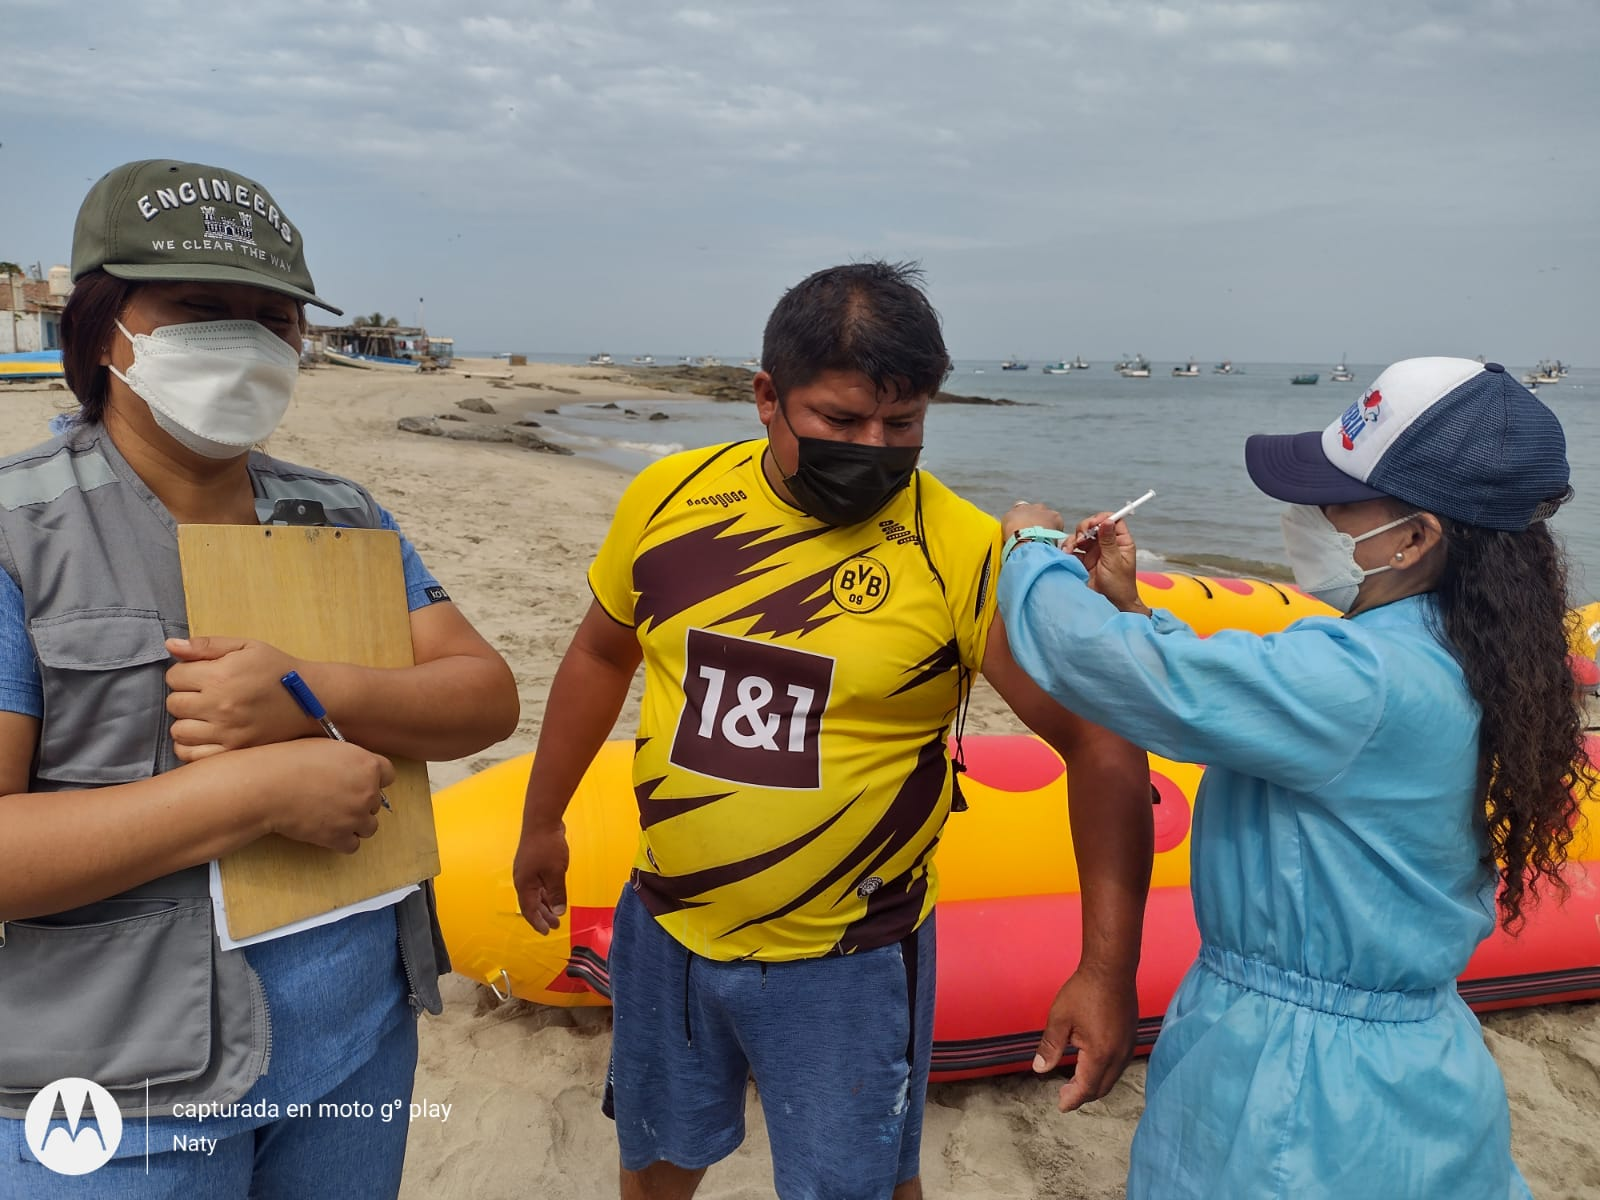 ENGINEERS
WE CLEAR THE WAY
BVB
09
1&1
capturada en moto g⁹ play
Naty